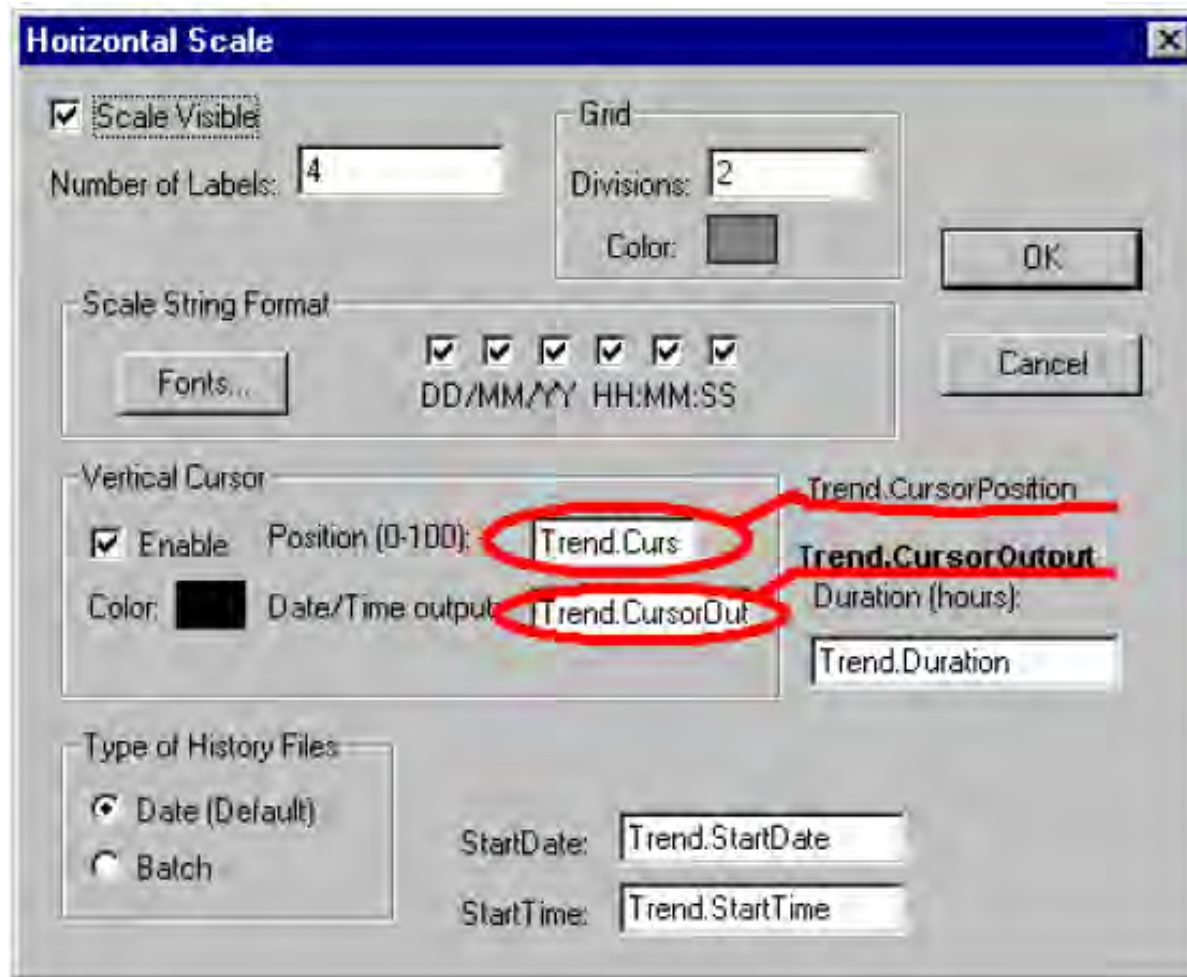 Horizontal Scale
Scale Visible
Number of Labels: 4
Grid
Divisions: 2
Color:
OK
Cancel
Scale String Format
Fonts...
DD/MM/YY HH:MM:SS
Vertical Cursor
Enable
Position (0-100): Trend.Curs
Trend.CursorPosition
Color:
Date/Time output: Trend.CursorOut
Trend.CursorOutout
Duration (hours):
Trend.Duration
Type of History Files
Date (Default)
Batch
StartDate: Trend.StartDate
StartTime: Trend.StartTime